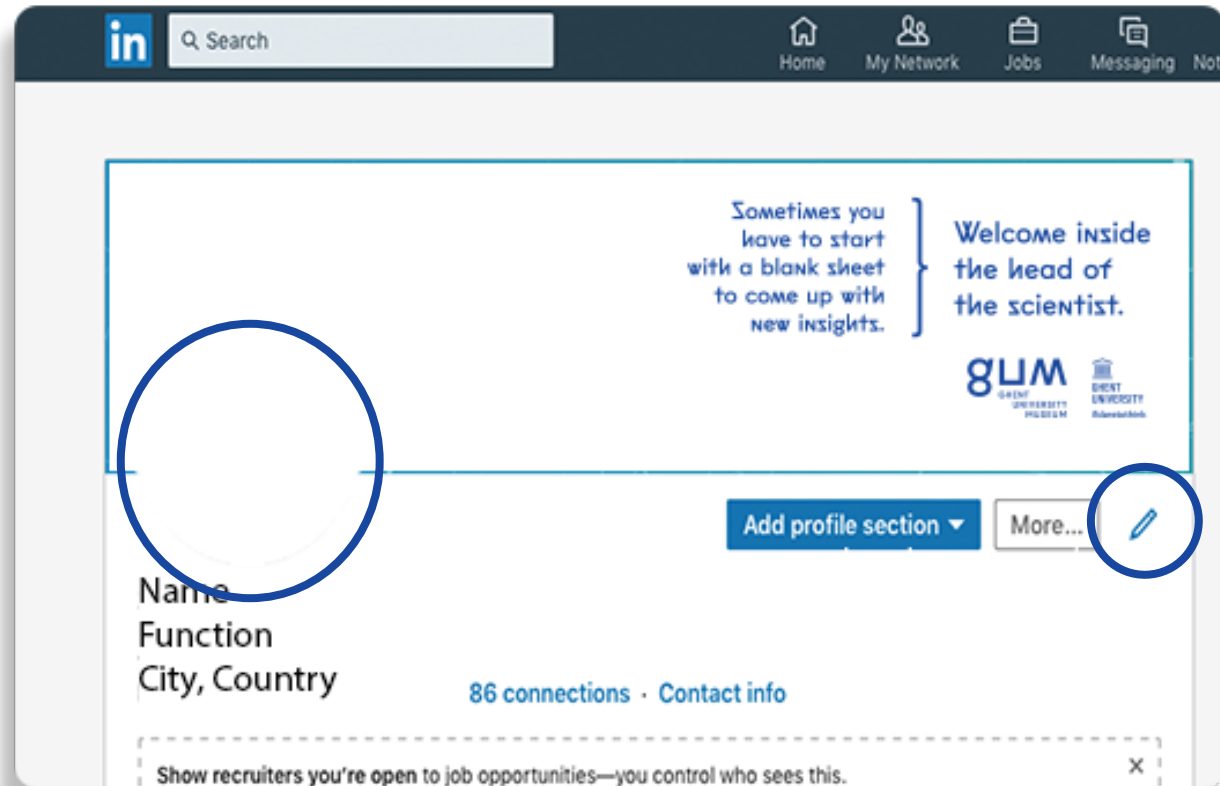 in
Search
Home
My Network
Jobs
Messaging
Not
Sometimes you
have to start
with a blank sheet
to come up with
new insights.
Welcome inside
the head of
the scientist.
gum
GHENT
UNIVERSITY
MUSEUM
GHENT
UNIVERSITY
Add profile section
More...
Name
Function
City, Country
86 connections · Contact info
Show recruiters you're open to job opportunities—you control who sees this.